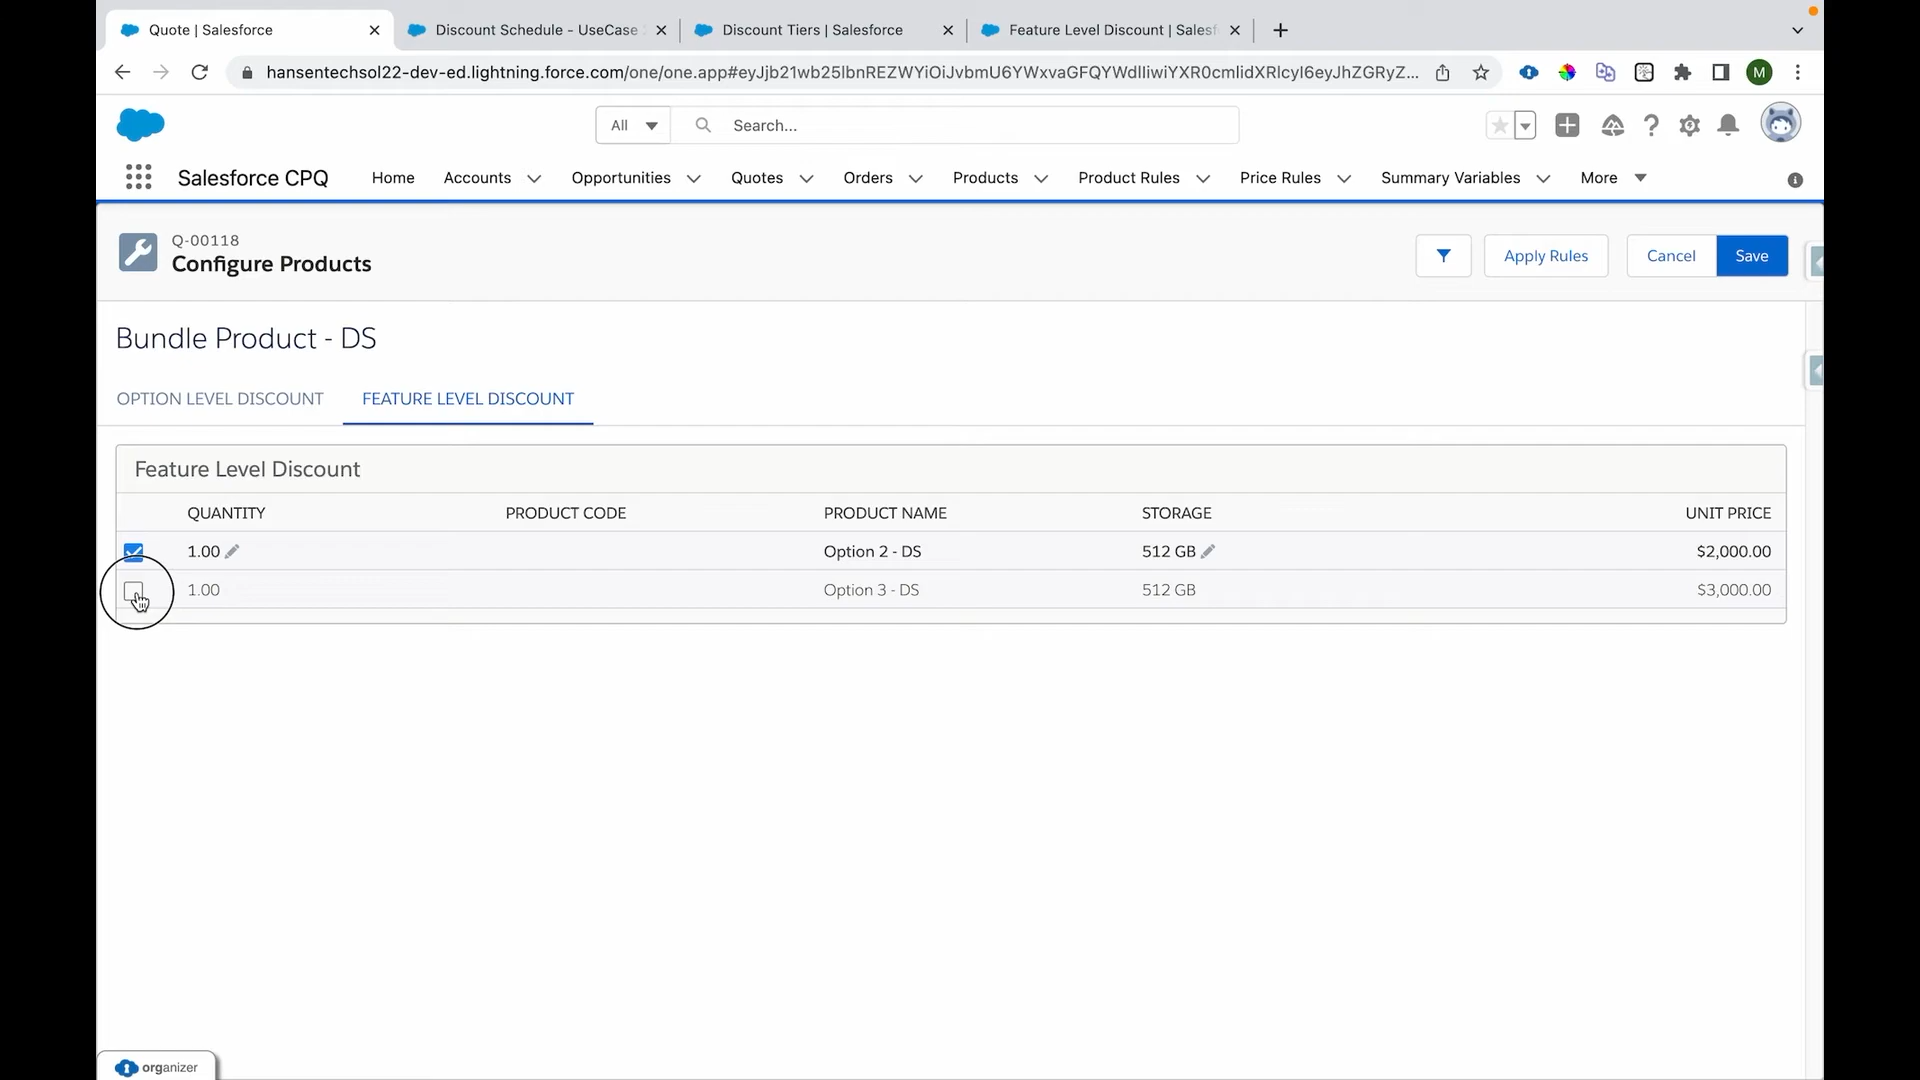 Quote | Salesforce
Discount Schedule - UseCase
Discount Tiers | Salesforce
Feature Level Discount | Salesf
hansentechsol22-dev-ed.lightning.force.com/one/one.app#eyJjb21wb25lbnREZWYiOiJvbmU6YWxvaGFQYWdlIiwiYXR0cmlidXRlcyI6eyJhZGRyZ...
M
All
Search...
Salesforce CPQ
Home
Accounts
Opportunities
Quotes
Orders
Products
Product Rules
Price Rules
Summary Variables
More
Q-00118
Configure Products
Apply Rules
Cancel
Save
Bundle Product - DS
OPTION LEVEL DISCOUNT
FEATURE LEVEL DISCOUNT
Feature Level Discount
QUANTITY PRODUCT CODE PRODUCT NAME STORAGE UNIT PRICE
1.00 Option 2 - DS 512 GB $2,000.00
1.00 Option 3 - DS 512 GB $3,000.00
organizer